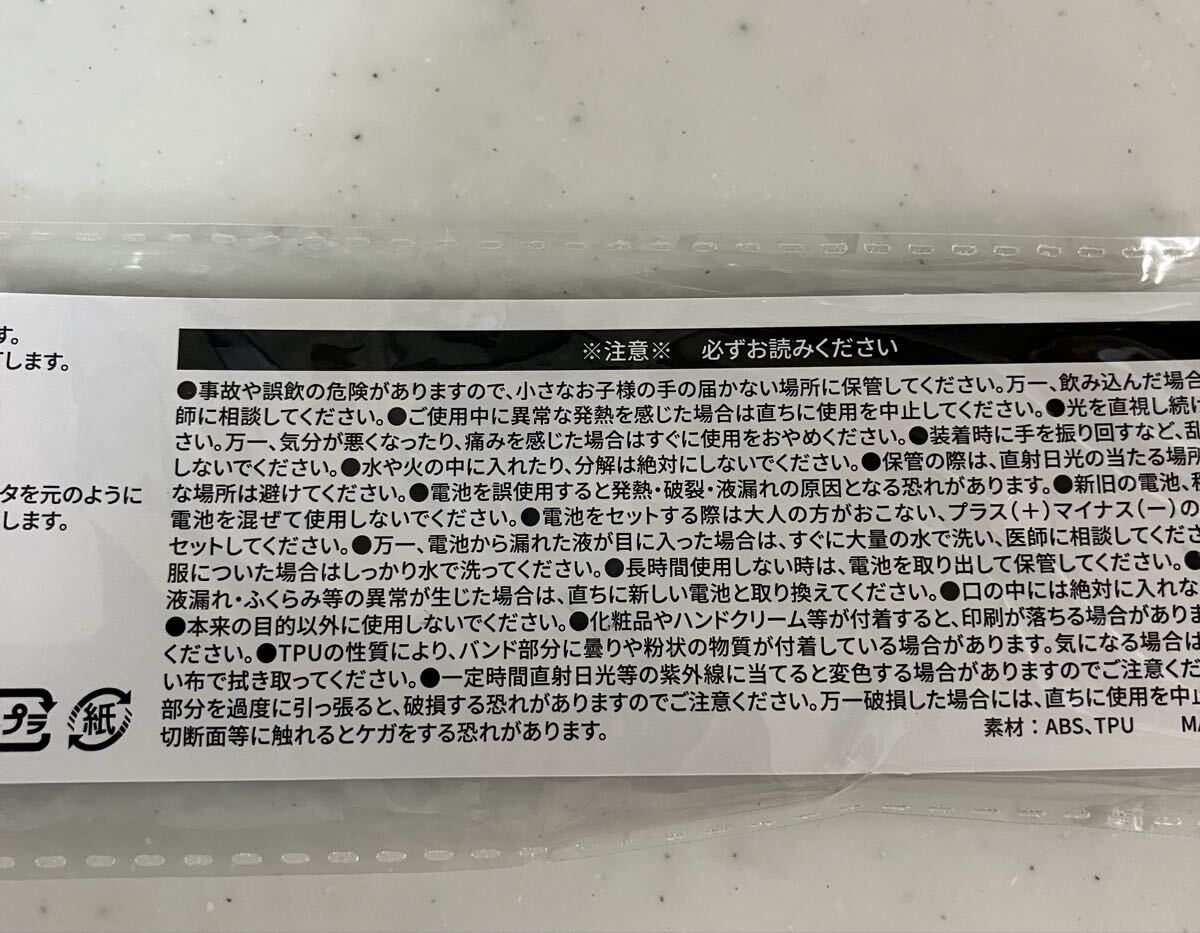 す。
します。
タを元のように
します。
プラ
紙
※注意※ 必ずお読みください
●事故や誤飲の危険がありますので、小さなお子様の手の届かない場所に保管してください。万一、飲み込んだ場合
師に相談してください。●ご使用中に異常な発熱を感じた場合は直ちに使用を中止してください。●光を直視し続け
さい。万一、気分が悪くなったり、痛みを感じた場合はすぐに使用をおやめください。●装着時に手を振り回すなど、乱
しないでください。●水や火の中に入れたり、分解は絶対にしないでください。●保管の際は、直射日光の当たる場所
な場所は避けてください。●電池を誤使用すると発熱・破裂・液漏れの原因となる恐れがあります。●新旧の電池、種
電池を混ぜて使用しないでください。●電池をセットする際は大人の方がおこない、プラス(+)マイナス(-)の
セットしてください。●万一、電池から漏れた液が目に入った場合は、すぐに大量の水で洗い、医師に相談してくださ
服についた場合はしっかり水で洗ってください。●長時間使用しない時は、電池を取り出して保管してください。●
液漏れ・ふくらみ等の異常が生じた場合は、直ちに新しい電池と取り換えてください。●口の中には絶対に入れな
●本来の目的以外に使用しないでください。●化粧品やハンドクリーム等が付着すると、印刷が落ちる場合がありま
ください。●TPUの性質により、バンド部分に曇りや粉状の物質が付着している場合があります。気になる場合は
い布で拭き取ってください。●一定時間直射日光等の紫外線に当てると変色する場合がありますのでご注意くだ
部分を過度に引っ張ると、破損する恐れがありますのでご注意ください。万一破損した場合には、直ちに使用を中止
切断面等に触れるとケガをする恐れがあります。
素材：ABS、TPU MA